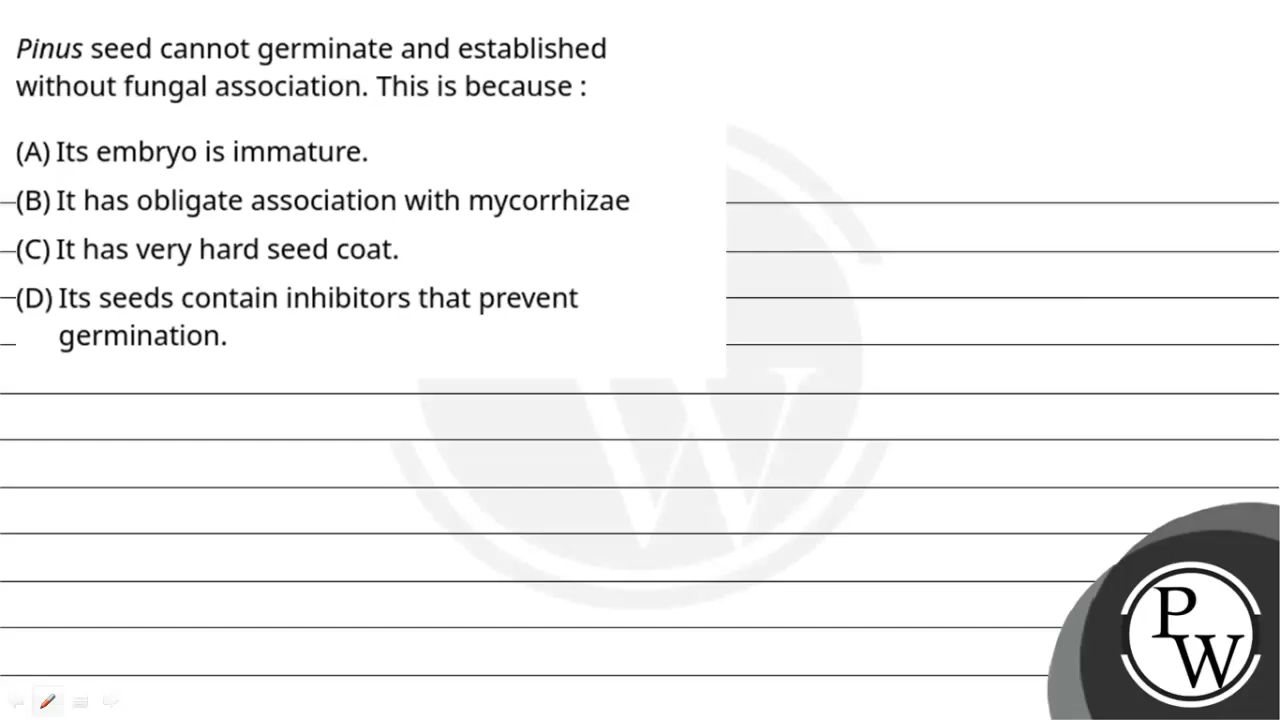 Pinus seed cannot germinate and established
without fungal association. This is because :
(A) Its embryo is immature.
(B) It has obligate association with mycorrhizae
(C) It has very hard seed coat.
(D) Its seeds contain inhibitors that prevent
germination.
P
W